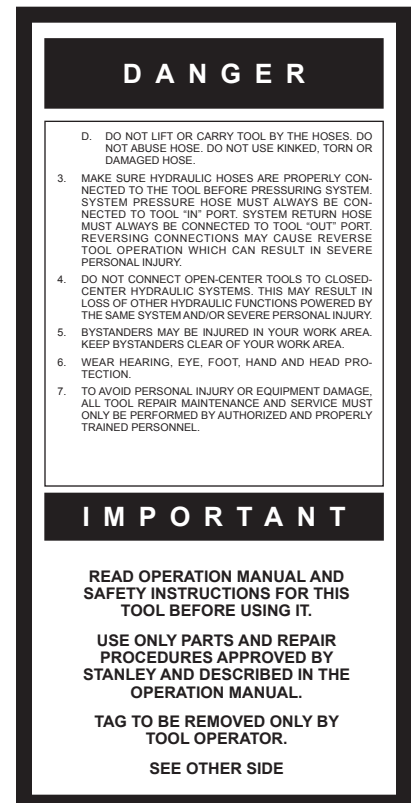 DANGER
D. DO NOT LIFT OR CARRY TOOL BY THE HOSES. DO
NOT ABUSE HOSE. DO NOT USE KINKED, TORN OR
DAMAGED HOSE.
3. MAKE SURE HYDRAULIC HOSES ARE PROPERLY CON-
NECTED TO THE TOOL BEFORE PRESSURING SYSTEM.
SYSTEM PRESSURE HOSE MUST ALWAYS BE CON-
NECTED TO TOOL “IN” PORT. SYSTEM RETURN HOSE
MUST ALWAYS BE CONNECTED TO TOOL “OUT” PORT.
REVERSING CONNECTIONS MAY CAUSE REVERSE
TOOL OPERATION WHICH CAN RESULT IN SEVERE
PERSONAL INJURY.
4. DO NOT CONNECT OPEN-CENTER TOOLS TO CLOSED-
CENTER HYDRAULIC SYSTEMS. THIS MAY RESULT IN
LOSS OF OTHER HYDRAULIC FUNCTIONS POWERED BY
THE SAME SYSTEM AND/OR SEVERE PERSONAL INJURY.
5. BYSTANDERS MAY BE INJURED IN YOUR WORK AREA.
KEEP BYSTANDERS CLEAR OF YOUR WORK AREA.
6. WEAR HEARING, EYE, FOOT, HAND AND HEAD PRO-
TECTION.
7. TO AVOID PERSONAL INJURY OR EQUIPMENT DAMAGE,
ALL TOOL REPAIR MAINTENANCE AND SERVICE MUST
ONLY BE PERFORMED BY AUTHORIZED AND PROPERLY
TRAINED PERSONNEL.
IMPORTANT
READ OPERATION MANUAL AND
SAFETY INSTRUCTIONS FOR THIS
TOOL BEFORE USING IT.
USE ONLY PARTS AND REPAIR
PROCEDURES APPROVED BY
STANLEY AND DESCRIBED IN THE
OPERATION MANUAL.
TAG TO BE REMOVED ONLY BY
TOOL OPERATOR.
SEE OTHER SIDE